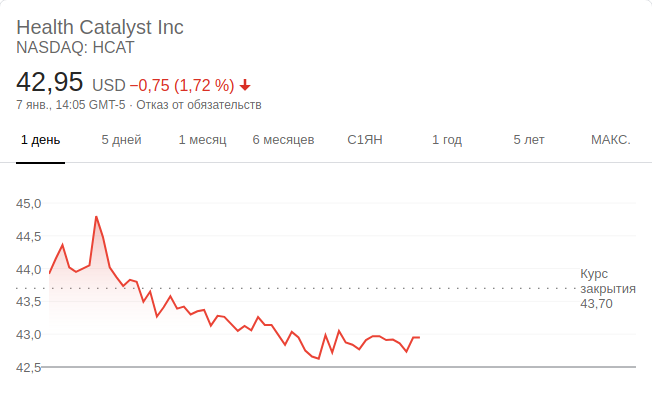 Health Catalyst Inc
NASDAQ: HCAT
42,95 USD −0,75 (1,72 %)
7 янв., 14:05 GMT-5 · Отказ от обязательств
1 день 5 дней 1 месяц 6 месяцев С1ЯН 1 год 5 лет МАКС.
45,0
44,5
44,0
43,5
43,0
42,5
Курс
закрытия
43,70